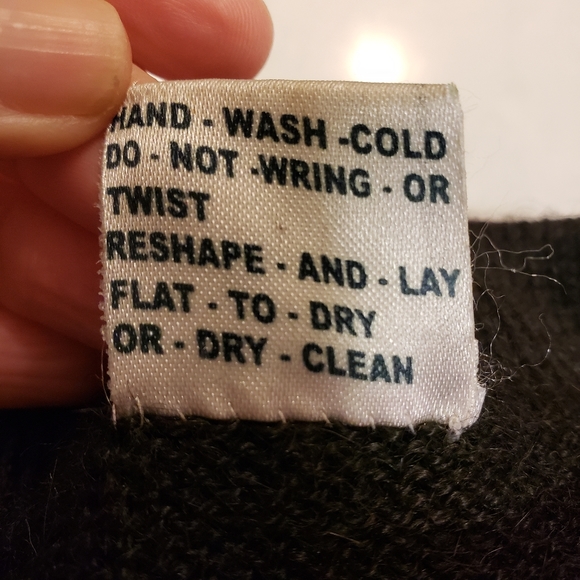 HAND - WASH -COLD
DO - NOT -WRING - OR
TWIST
RESHAPE - AND - LAY
FLAT - TO - DRY
OR - DRY - CLEAN